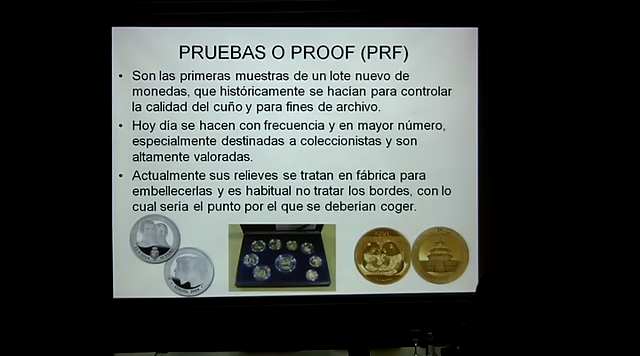 PRUEBAS O PROOF (PRF)
• Son las primeras muestras de un lote nuevo de
monedas, que históricamente se hacían para controlar
la calidad del cuño y para fines de archivo.
• Hoy día se hacen con frecuencia y en mayor número,
especialmente destinadas a coleccionistas y son
altamente valoradas.
• Actualmente sus relieves se tratan en fábrica para
embellecerlas y es habitual no tratar los bordes, con lo
cual seria el punto por el que se deberían coger.